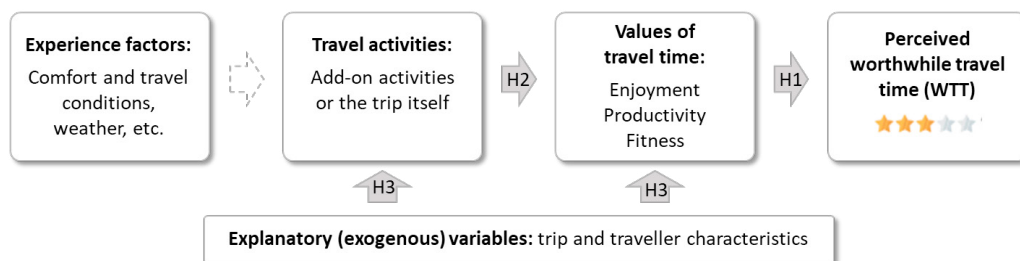 Experience factors:
Comfort and travel
conditions,
weather, etc.
Travel activities:
Add-on activities
or the trip itself
H2
Values of
travel time:
Enjoyment
Productivity
Fitness
H1
Perceived
worthwhile travel
time (WTT)
H3
H3
Explanatory (exogenous) variables: trip and traveller characteristics